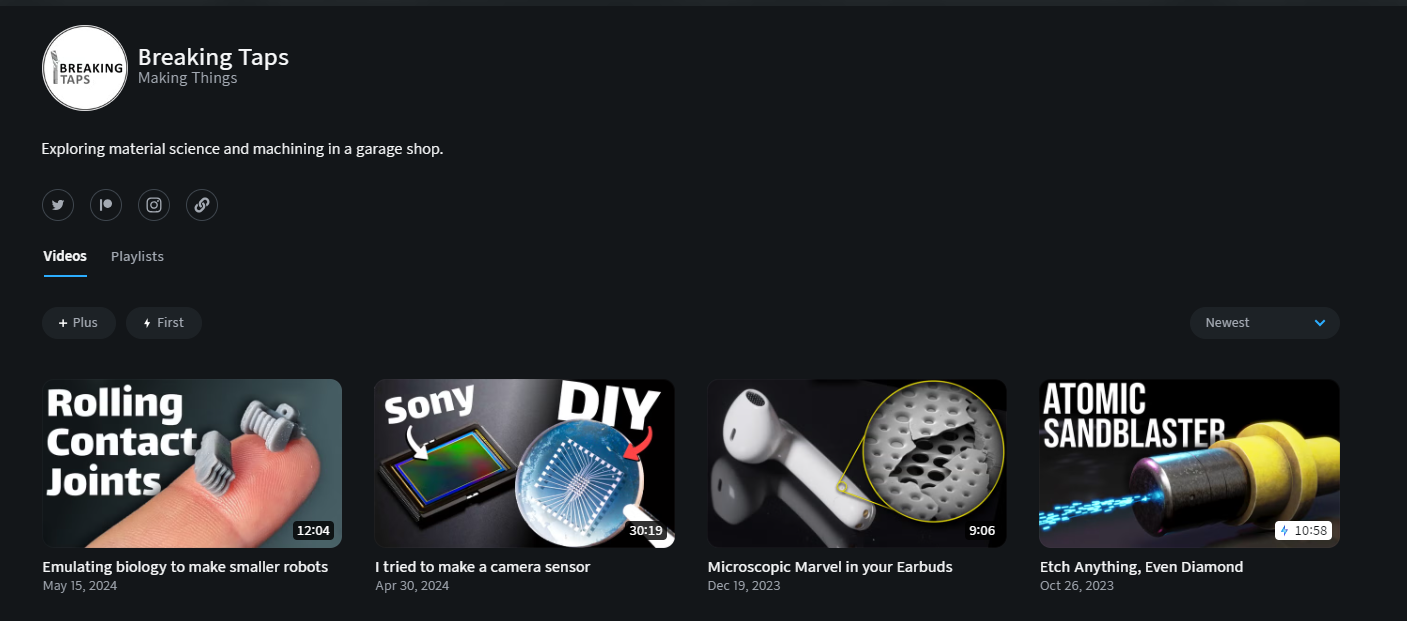 BREAKING
TAPS
Breaking Taps
Making Things
Exploring material science and machining in a garage shop.
Videos
Playlists
+ Plus
First
Newest
Rolling
Contact
Joints
12:04
Sony
DIY
30:19
9:06
ATOMIC
SANDBLASTER
10:58
Emulating biology to make smaller robots
May 15, 2024
I tried to make a camera sensor
Apr 30, 2024
Microscopic Marvel in your Earbuds
Dec 19, 2023
Etch Anything, Even Diamond
Oct 26, 2023